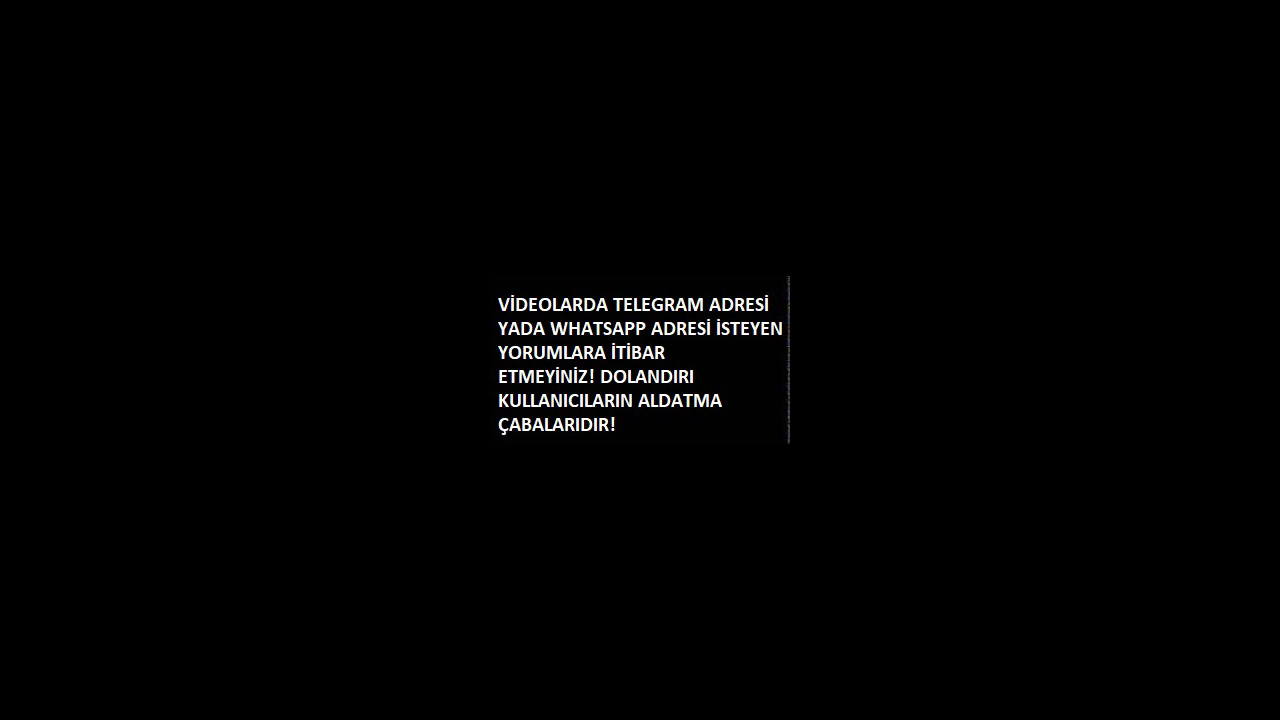 VİDEOLARDA TELEGRAM ADRESİ
YADA WHATSAPP ADRESİ İSTEYEN
YORUMLARA İTİBAR
ETMEYİNİZ! DOLANDIRI
KULLANICILARIN ALDATMA
ÇABALARIDIR!